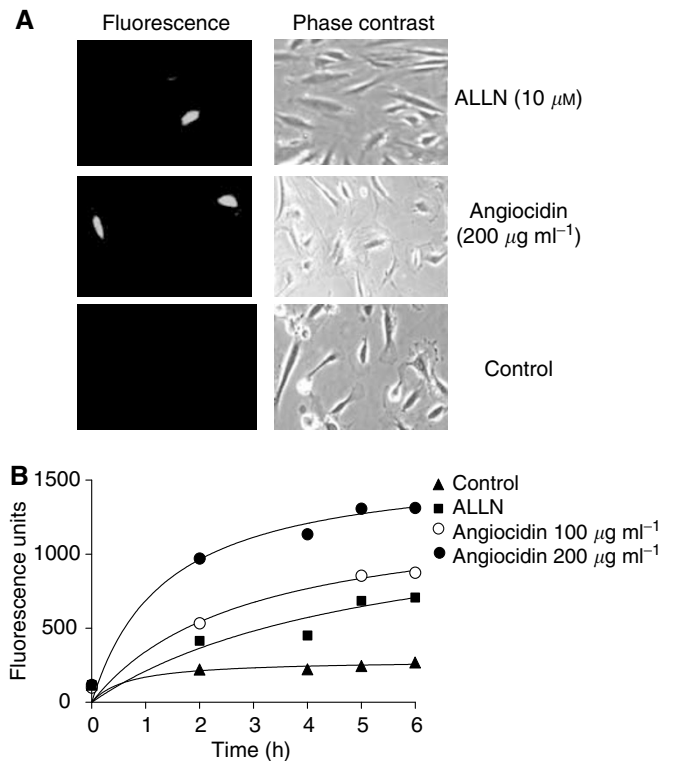 A
Fluorescence Phase contrast
ALLN (10 μM)
Angiocidin
(200 μg ml⁻¹)
Control
B
1500
1000
500
0
Fluorescence units
0 1 2 3 4 5 6
Time (h)
Control
ALLN
Angiocidin 100 μg ml⁻¹
Angiocidin 200 μg ml⁻¹